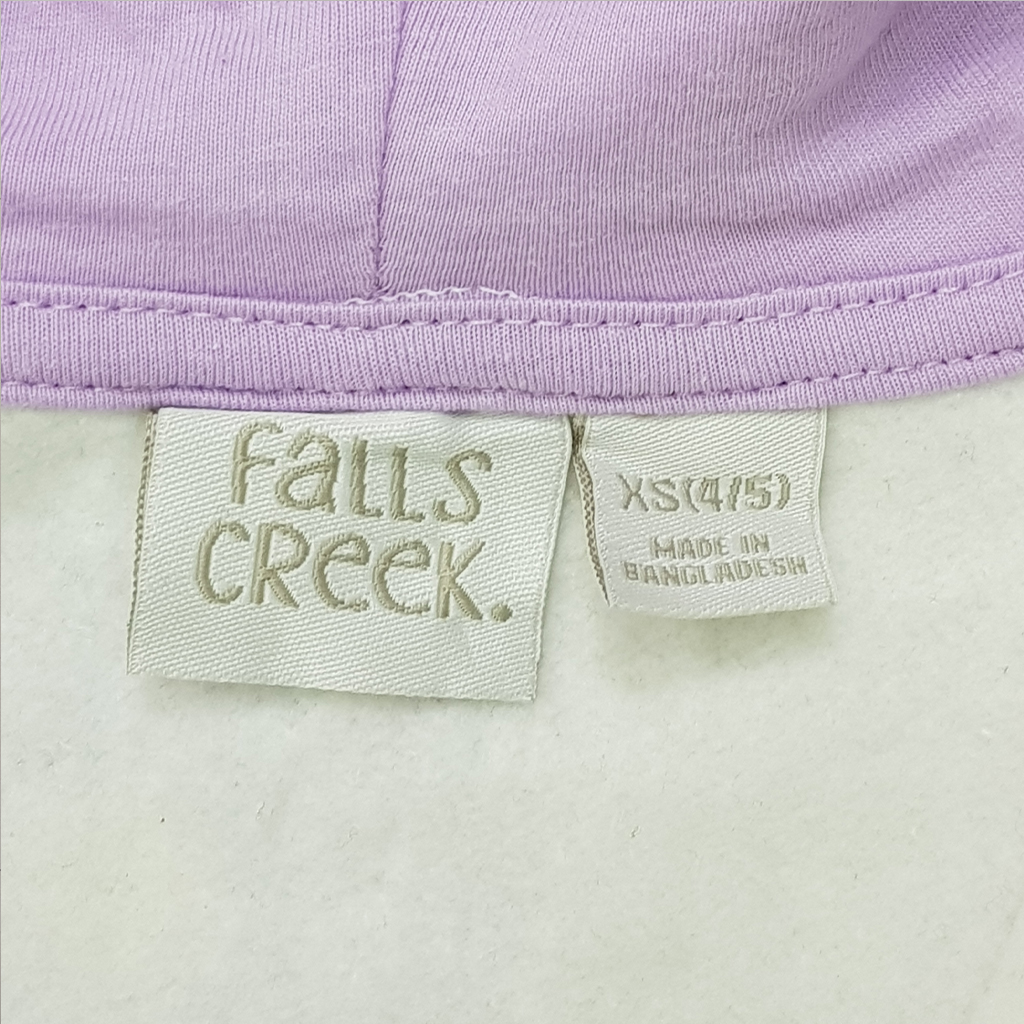 Falls
Creek.
XS(4/5)
MADE IN
BANGLADESH